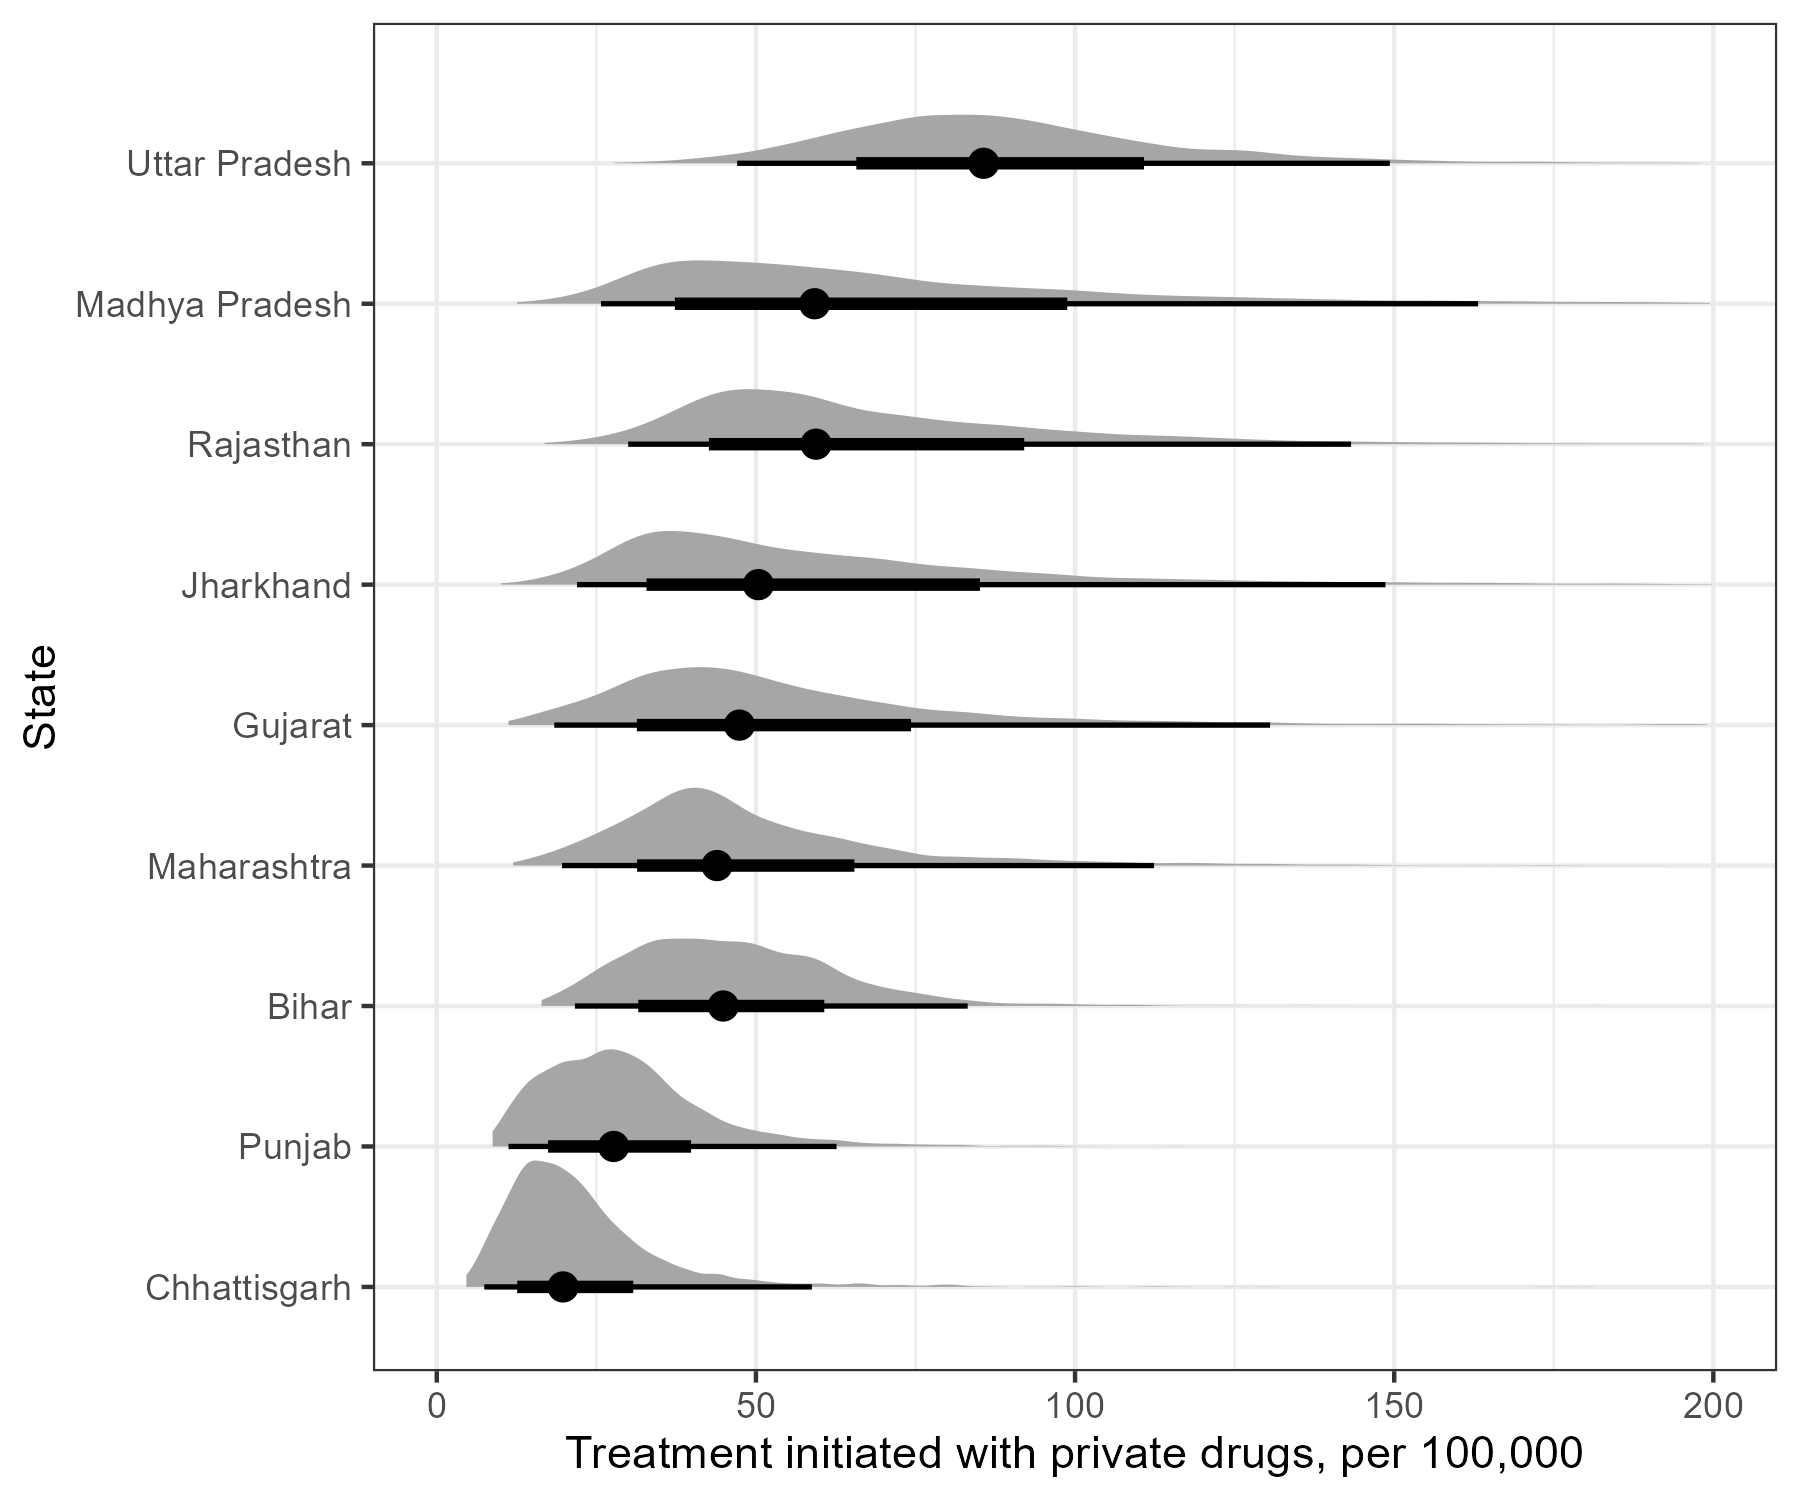 Uttar Pradesh
Madhya Pradesh
Rajasthan
Jharkhand
Gujarat
Maharashtra
Bihar
Punjab
Chhattisgarh
State
0 50 100 150 200
Treatment initiated with private drugs, per 100,000